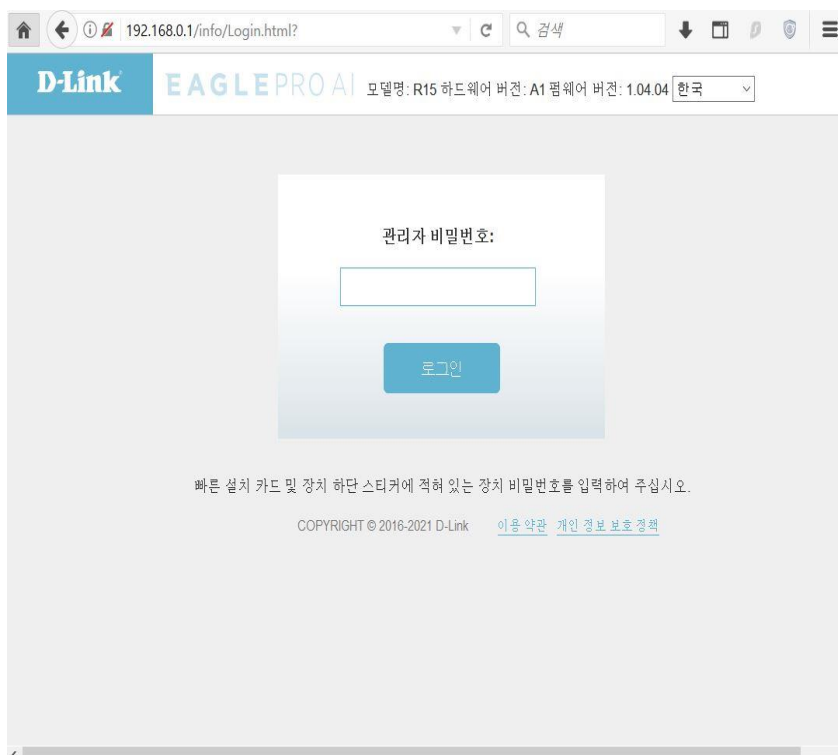 192.168.0.1/info/Login.html?
검색
D-Link
EAGLE PRO AI 모델명: R15 하드웨어 버전: A1 펌웨어 버전: 1.04.04 한국
관리자 비밀번호:
로그인
빠른 설치 카드 및 장치 하단 스티커에 적혀 있는 장치 비밀번호를 입력하여 주십시오.
COPYRIGHT © 2016-2021 D-Link 이용 약관 개인 정보 보호 정책